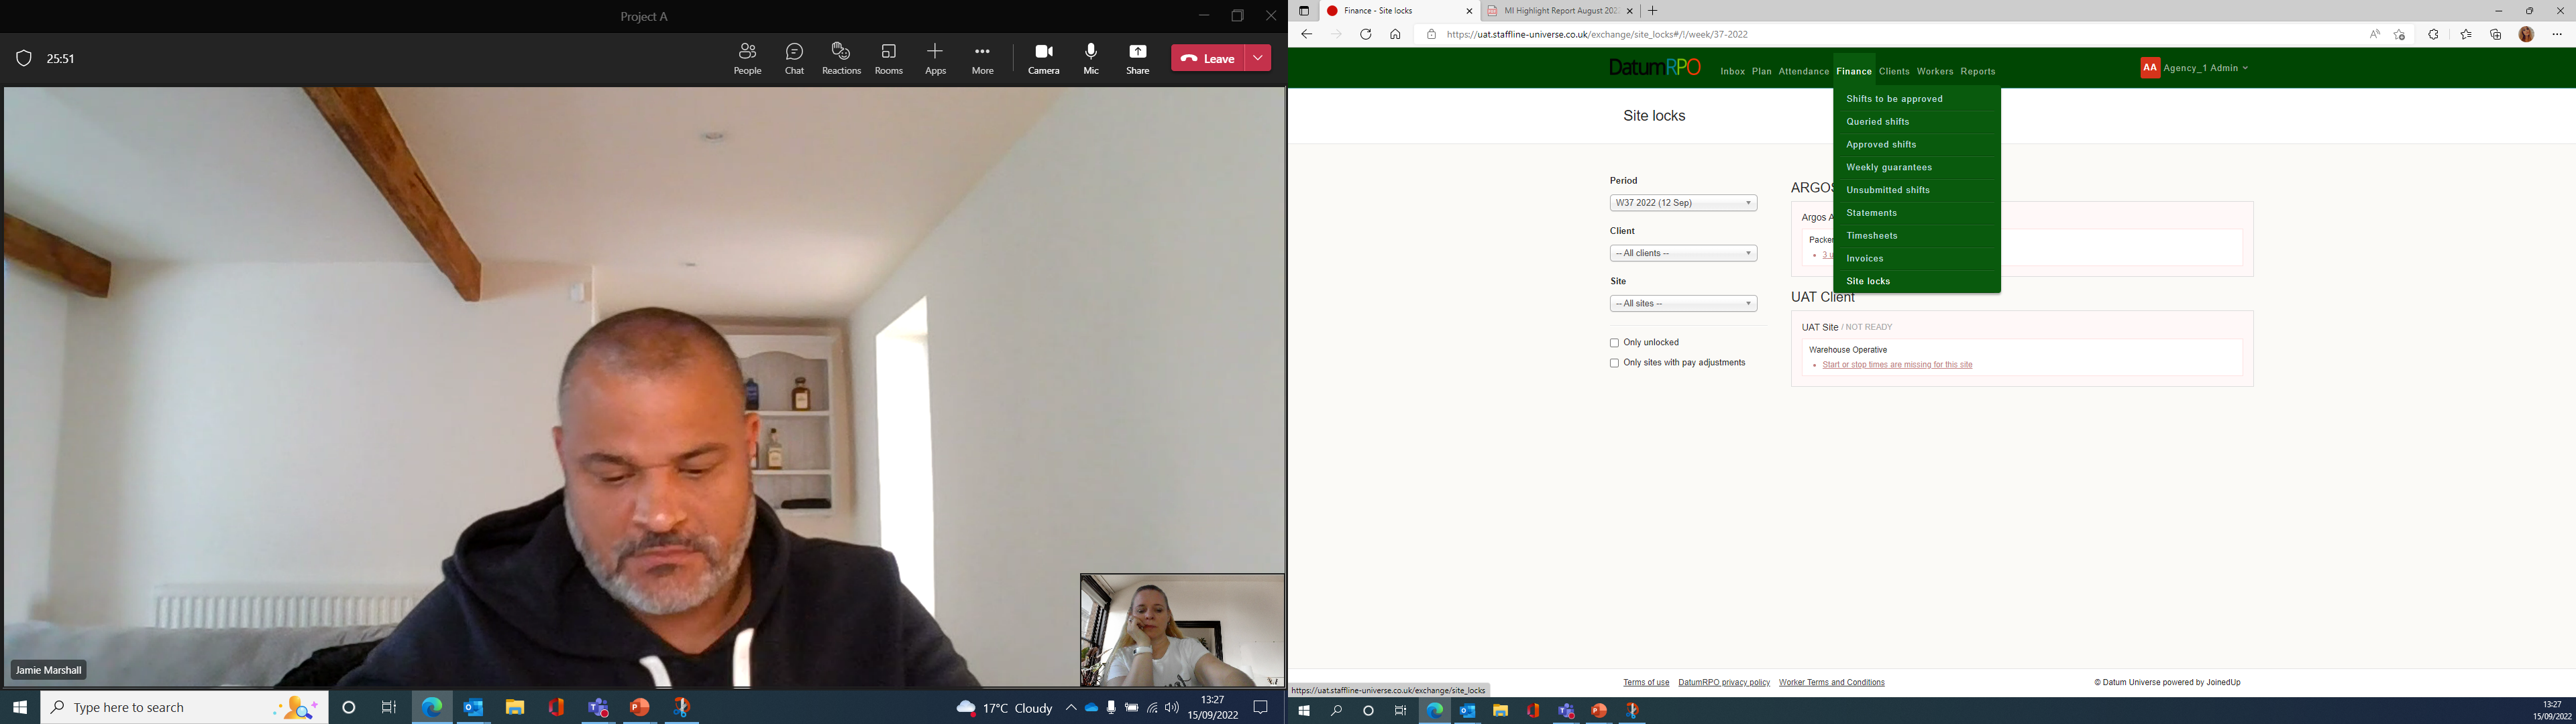 Project A
25:51
People
Chat
Reactions
Rooms
Apps
More
Camera
Mic
Share
Leave
Jamie Marshall
Type here to search
17°C Cloudy
13:27
15/09/2022
Finance - Site locks
MI Highlight Report August 202
https://uat.staffline-universe.co.uk/exchange/site_locks#/l/week/37-2022
DatumRPO
Inbox Plan Attendance Finance Clients Workers Reports
AA Agency_1 Admin
Shifts to be approved
Queried shifts
Approved shifts
Weekly guarantees
Unsubmitted shifts
Statements
Timesheets
Invoices
Site locks
Site locks
Period
W37 2022 (12 Sep)
Client
-- All clients --
Site
-- All sites --
Only unlocked
Only sites with pay adjustments
ARGOS
Argos A
Packer
3 u
UAT Client
UAT Site / NOT READY
Warehouse Operative
Start or stop times are missing for this site
Terms of use DatumRPO privacy policy Worker Terms and Conditions
© Datum Universe powered by JoinedUp
https://uat.staffline-universe.co.uk/exchange/site_locks
13:27
15/09/2022